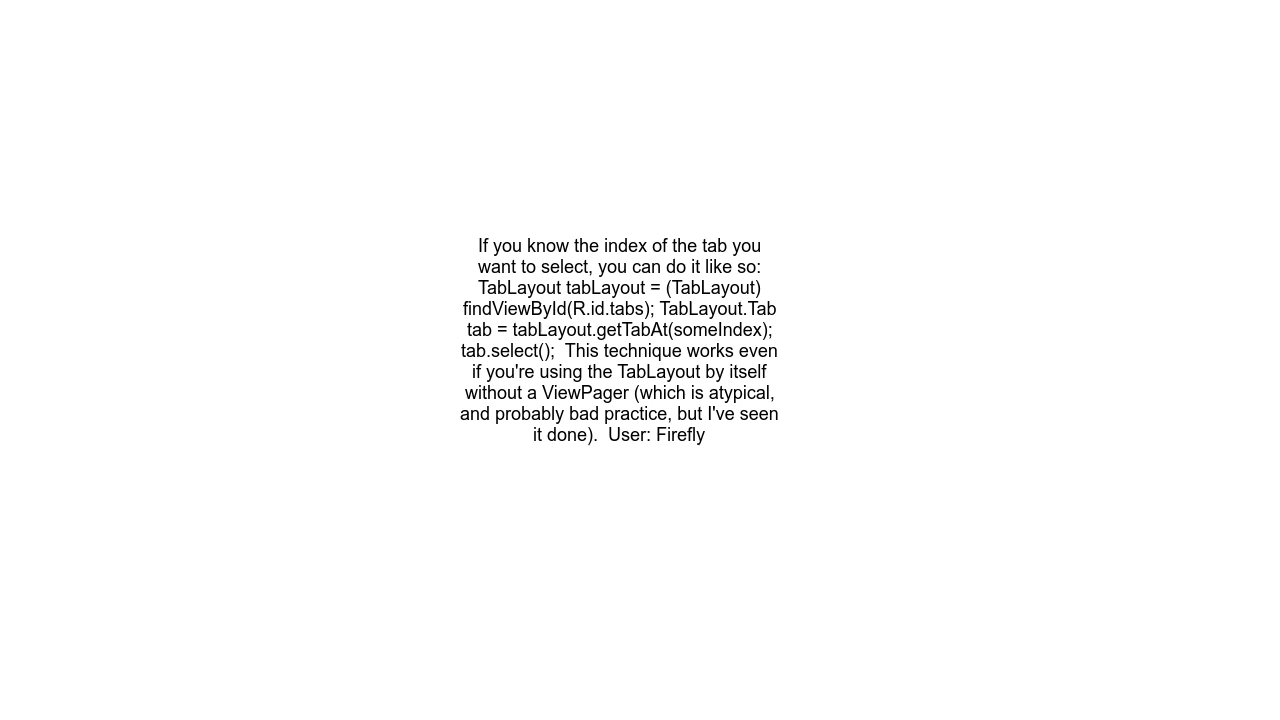 If you know the index of the tab you
want to select, you can do it like so:
TabLayout tabLayout = (TabLayout)
findViewById(R.id.tabs); TabLayout.Tab
tab = tabLayout.getTabAt(someIndex);
tab.select();  This technique works even
if you're using the TabLayout by itself
without a ViewPager (which is atypical,
and probably bad practice, but I've seen
it done).  User: Firefly